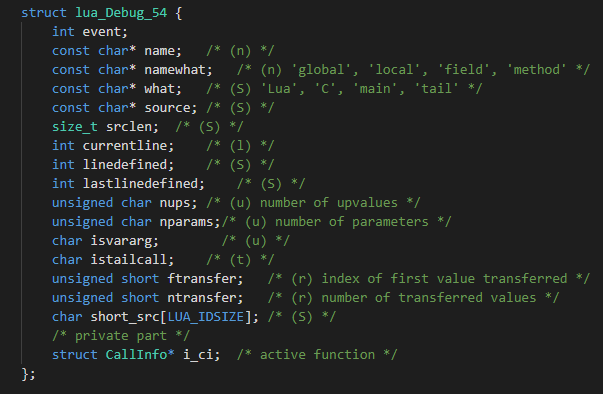 struct lua_Debug_54 {
    int event;
    const char* name;   /* (n) */
    const char* namewhat;   /* (n) 'global', 'local', 'field', 'method' */
    const char* what;   /* (S) 'Lua', 'C', 'main', 'tail' */
    const char* source; /* (S) */
    size_t srclen;  /* (S) */
    int currentline;    /* (l) */
    int linedefined;    /* (S) */
    int lastlinedefined;    /* (S) */
    unsigned char nups; /* (u) number of upvalues */
    unsigned char nparams;/* (u) number of parameters */
    char isvararg;        /* (u) */
    char istailcall;    /* (t) */
    unsigned short ftransfer;   /* (r) index of first value transferred */
    unsigned short ntransfer;   /* (r) number of transferred values */
    char short_src[LUA_IDSIZE]; /* (S) */
    /* private part */
    struct CallInfo* i_ci;  /* active function */
};